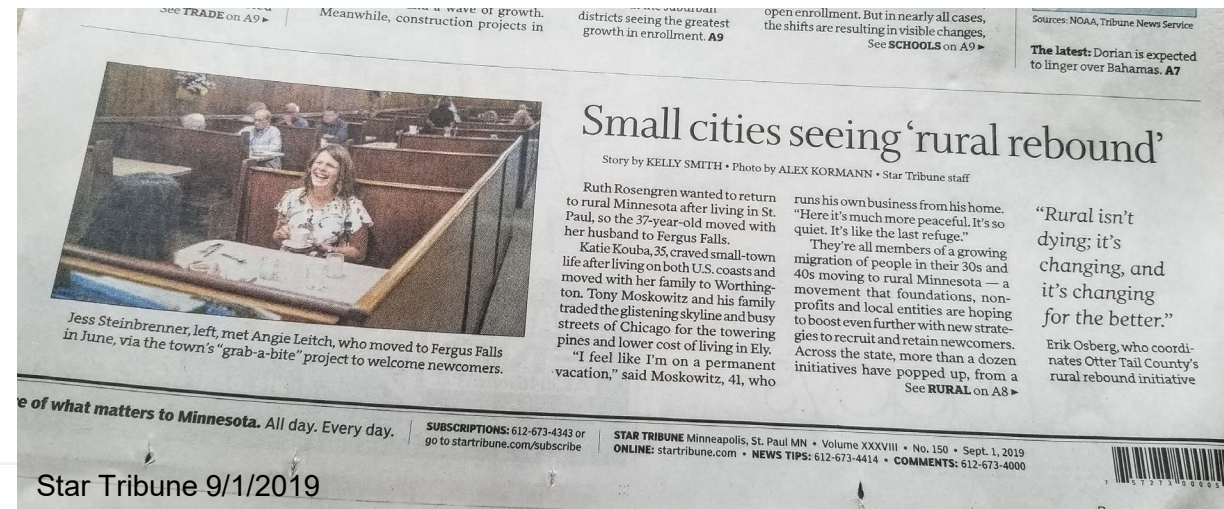 See TRADE on A9 ►
a wave of growth.
Meanwhile, construction projects in
districts seeing the greatest
growth in enrollment. A9
open enrollment. But in nearly all cases,
the shifts are resulting in visible changes,
See SCHOOLS on A9 ►
Sources: NOAA, Tribune News Service
The latest: Dorian is expected
to linger over Bahamas. A7
Jess Steinbrenner, left, met Angie Leitch, who moved to Fergus Falls
in June, via the town's "grab-a-bite" project to welcome newcomers.
Small cities seeing 'rural rebound'
Story by KELLY SMITH • Photo by ALEX KORMANN • Star Tribune staff
Ruth Rosengren wanted to return
to rural Minnesota after living in St.
Paul, so the 37-year-old moved with
her husband to Fergus Falls.
Katie Kouba, 35, craved small-town
life after living on both U.S. coasts and
moved with her family to Worthing-
ton. Tony Moskowitz and his family
traded the glistening skyline and busy
streets of Chicago for the towering
pines and lower cost of living in Ely.
"I feel like I'm on a permanent
vacation," said Moskowitz, 41, who
runs his own business from his home.
"Here it's much more peaceful. It's so
quiet. It's like the last refuge."
They're all members of a growing
migration of people in their 30s and
40s moving to rural Minnesota — a
movement that foundations, non-
profits and local entities are hoping
to boost even further with new strate-
gies to recruit and retain newcomers.
Across the state, more than a dozen
initiatives have popped up, from a
See RURAL on A8 ►
"Rural isn't
dying; it's
changing, and
it's changing
for the better."
Erik Osberg, who coordi-
nates Otter Tail County's
rural rebound initiative
e of what matters to Minnesota. All day. Every day.
SUBSCRIPTIONS: 612-673-4343 or
go to startribune.com/subscribe
STAR TRIBUNE Minneapolis, St. Paul MN • Volume XXXVIII • No. 150 • Sept. 1, 2019
ONLINE: startribune.com • NEWS TIPS: 612-673-4414 • COMMENTS: 612-673-4000
Star Tribune 9/1/2019